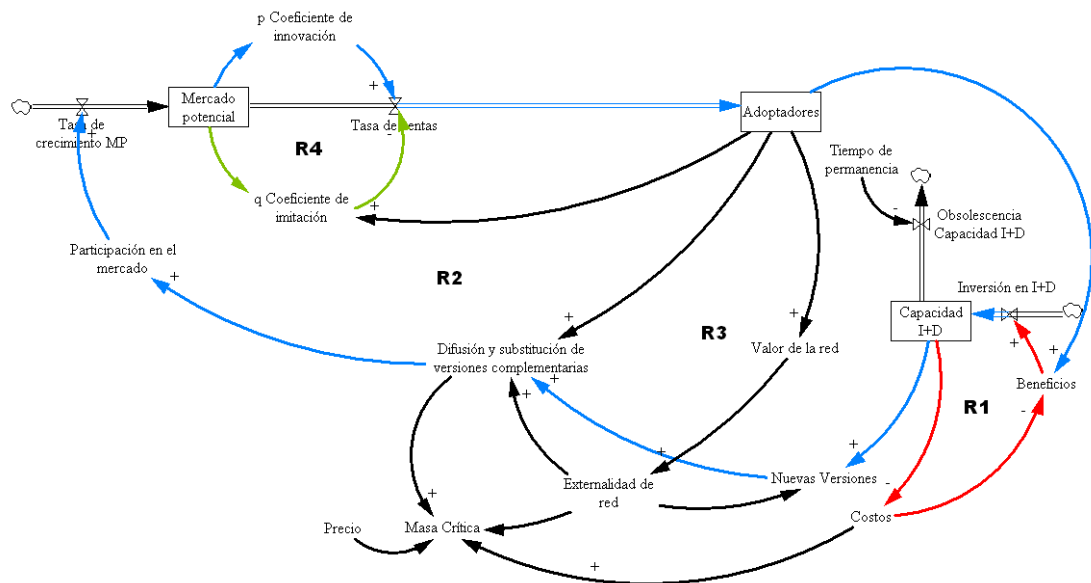 p Coeficiente de
innovación
+
Mercado
potencial
Tasa de
crecimiento MP
+
Tasa de ventas
-
Adoptadores
R4
Tiempo de
permanencia
-
Obsolescencia
Capacidad I+D
q Coeficiente de
imitación
+
Participación en el
mercado
+
R2
Inversión en I+D
Capacidad
I+D
+
+
+
R3
+
Valor de la red
Difusión y substitución de
versiones complementarias
+
+
Beneficios
-
R1
+
+
Externalidad de
red
Nuevas Versiones
-
+
Precio
Masa Crítica
Costos
+